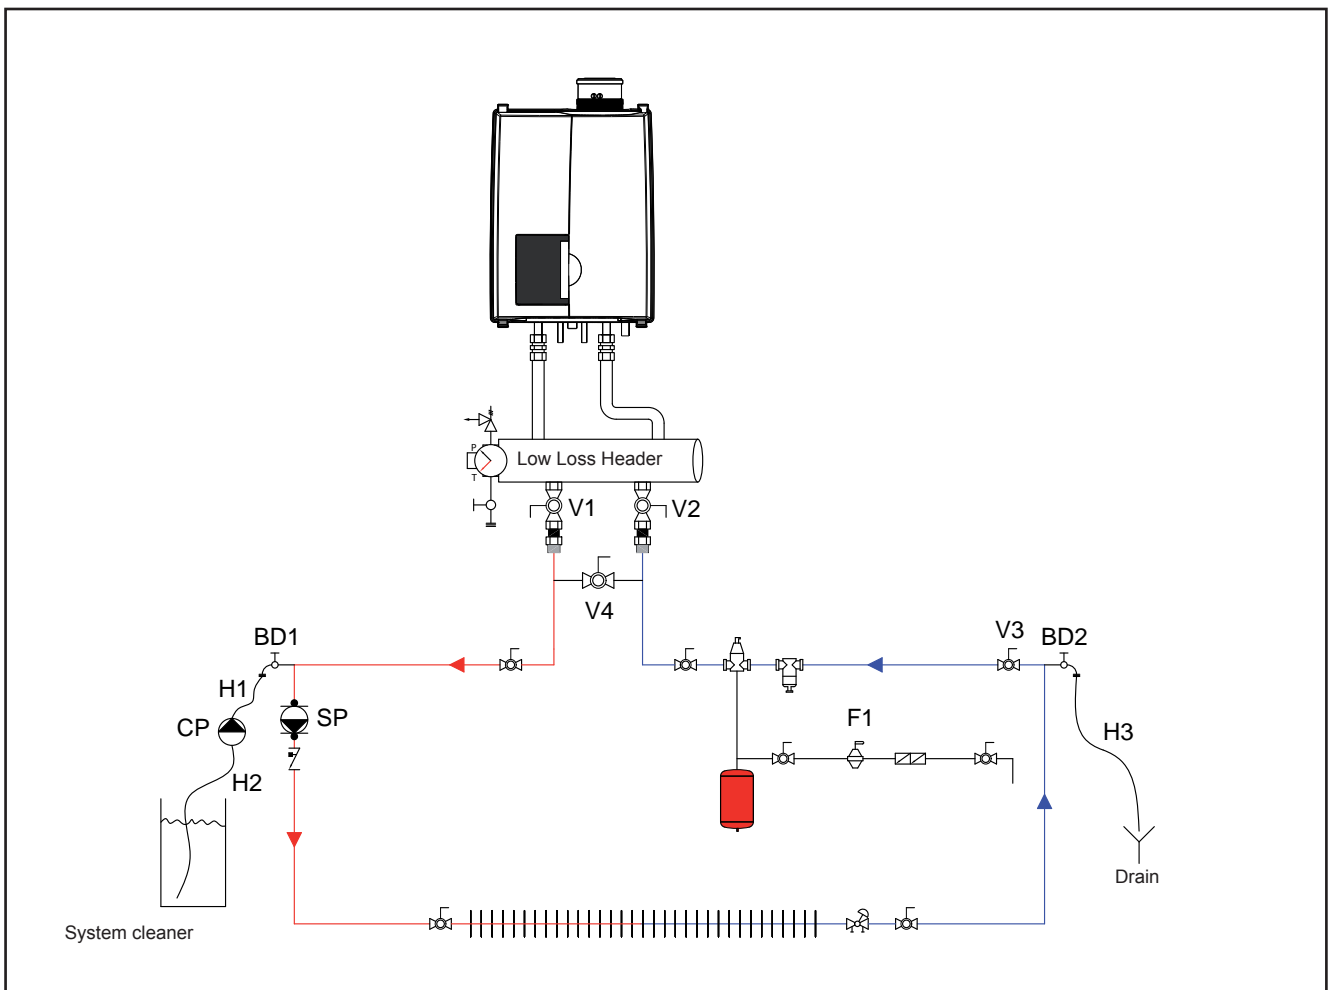 P
Low Loss Header
T
V1
V2
V4
BD1
V3
BD2
H1
CP
SP
F1
H3
H2
Drain
System cleaner